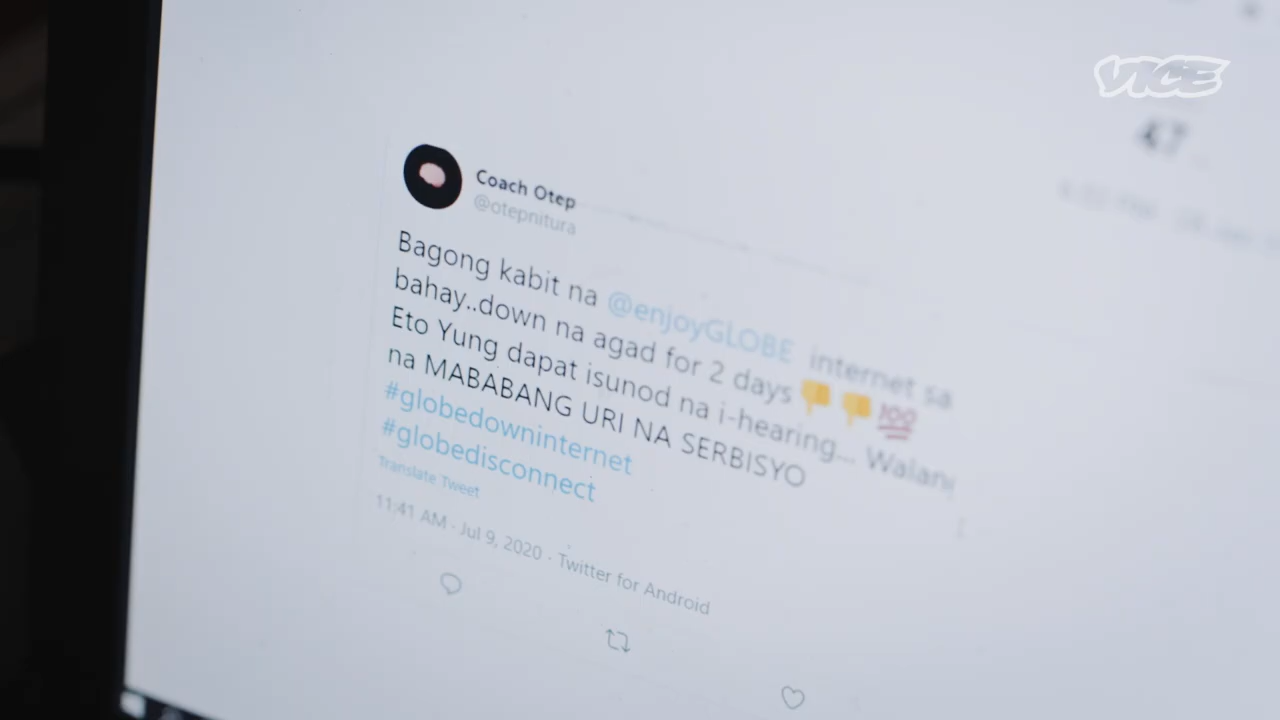 VICE
47
Coach Otep
@otepnitura
Bagong kabit na @enjoyGLOBE internet sa
bahay..down na agad for 2 days 👎👎💯
Eto Yung dapat isunod na i-hearing... Walang
na MABABANG URI NA SERBISYO
#globedowninternet
#globedisconnect
Translate Tweet
11:41 AM · Jul 9, 2020 · Twitter for Android